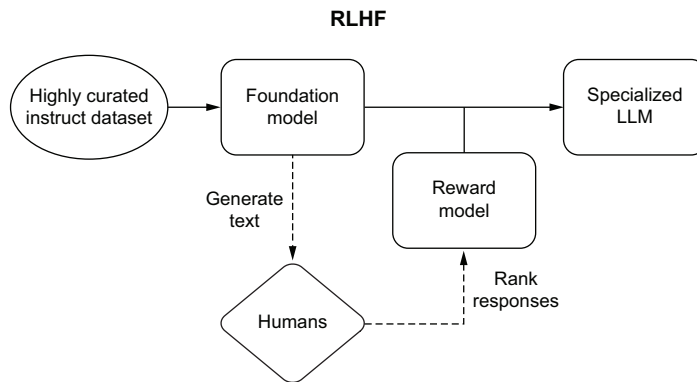 RLHF
Highly curated
instruct dataset
Foundation
model
Specialized
LLM
Generate
text
Reward
model
Humans
Rank
responses